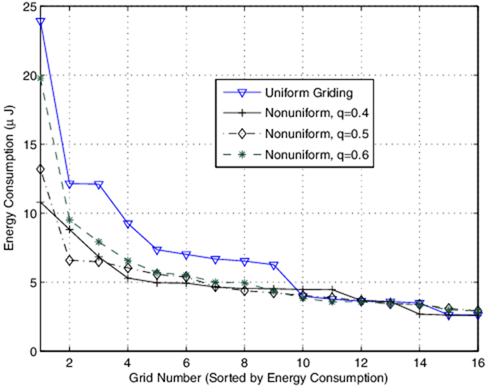 25
20
15
10
5
0
Energy Consumption (μ J)
Uniform Griding
Nonuniform, q=0.4
Nonuniform, q=0.5
Nonuniform, q=0.6
2 4 6 8 10 12 14 16
Grid Number (Sorted by Energy Consumption)